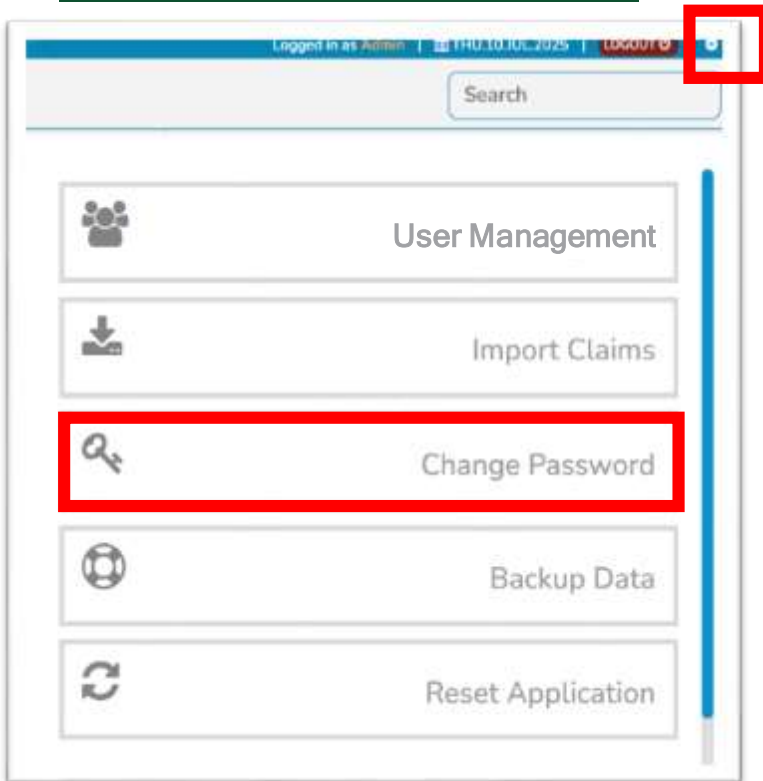 Logged in as Admin | THU.10.JUL.2025 | LOGOUT
Search
User Management
Import Claims
Change Password
Backup Data
Reset Application